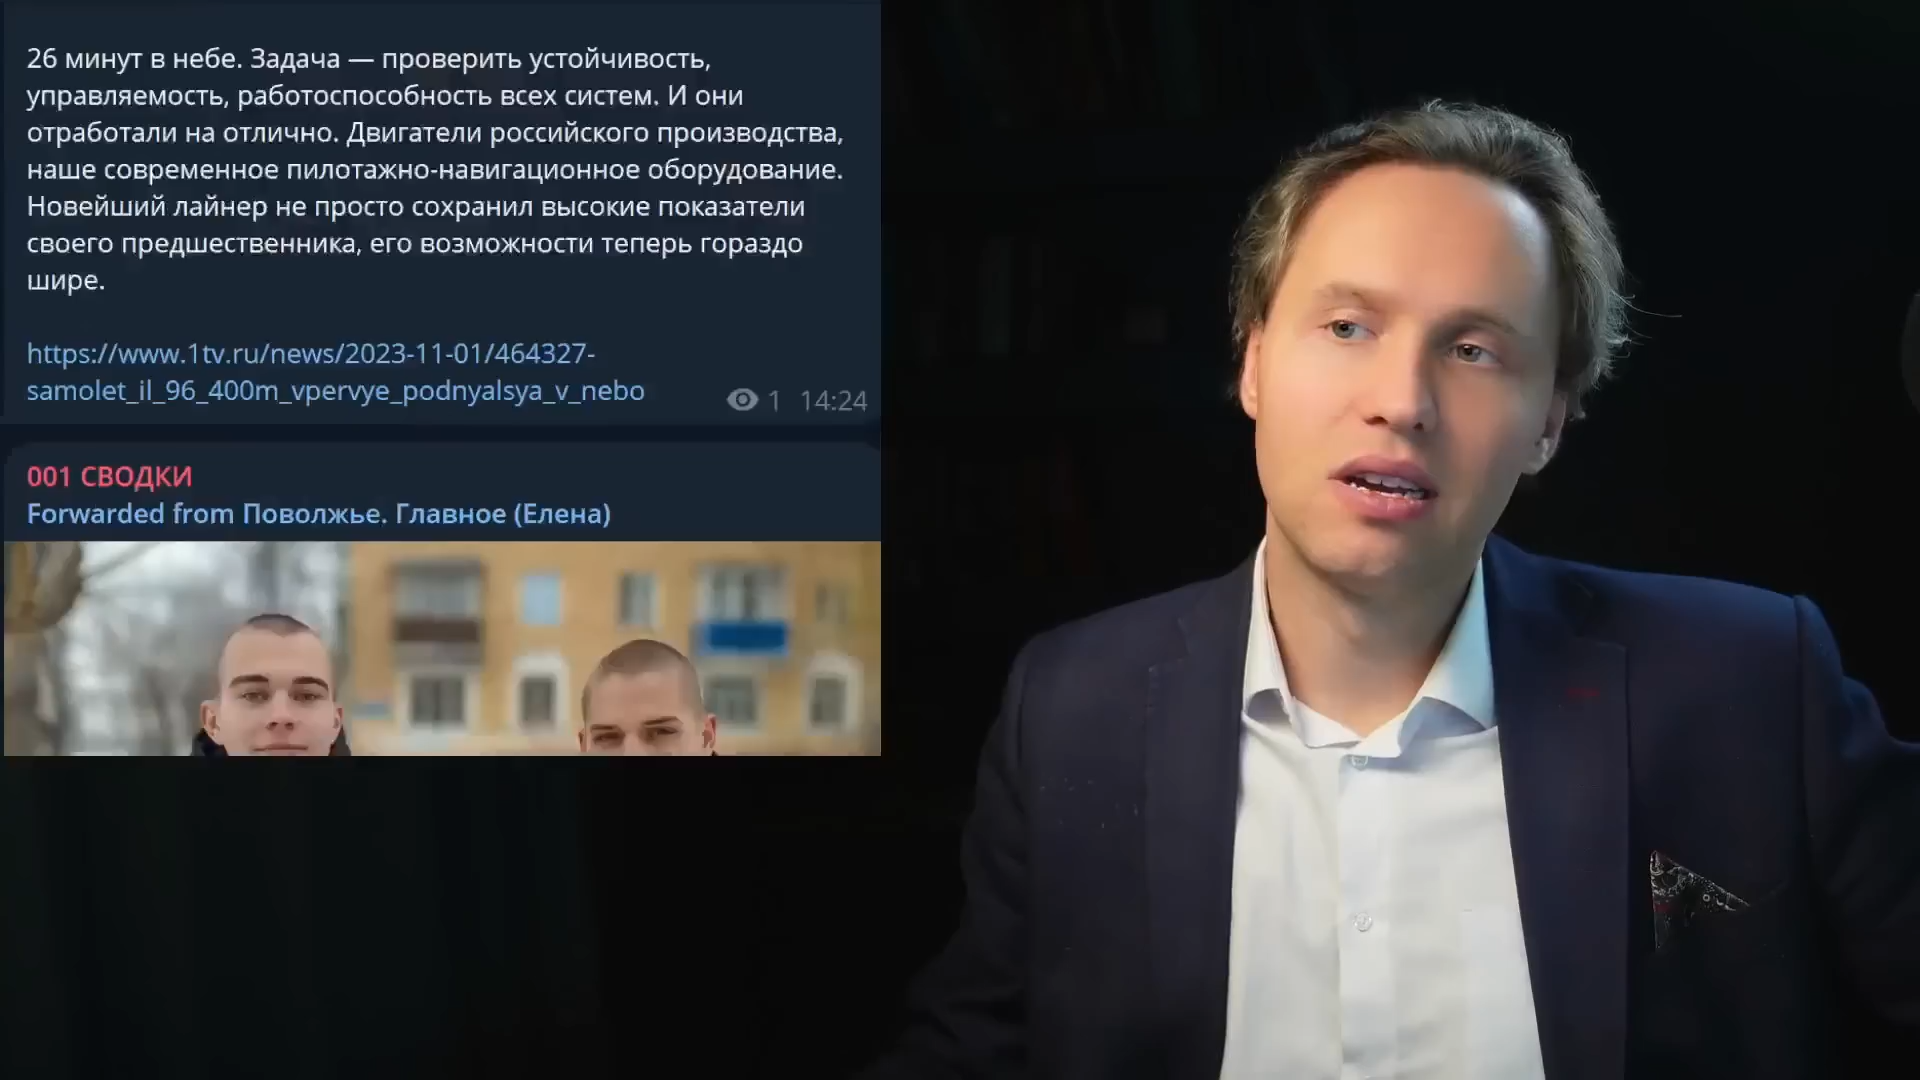 26 минут в небе. Задача — проверить устойчивость,
управляемость, работоспособность всех систем. И они
отработали на отлично. Двигатели российского производства,
наше современное пилотажно-навигационное оборудование.
Новейший лайнер не просто сохранил высокие показатели
своего предшественника, его возможности теперь гораздо
шире.
https://www.1tv.ru/news/2023-11-01/464327-
samolet_il_96_400m_vpervye_podnyalsya_v_nebo
1 14:24
001 СВОДКИ
Forwarded from Поволжье. Главное (Елена)